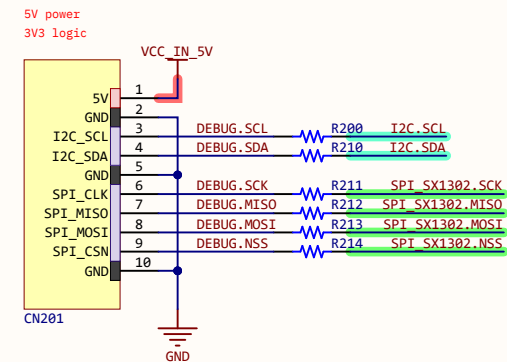 5V power
3V3 logic
VCC_IN_5V
5V 1
GND 2
I2C_SCL 3 DEBUG.SCL R200 I2C.SCL
I2C_SDA 4 DEBUG.SDA R210 I2C.SDA
GND 5
SPI_CLK 6 DEBUG.SCK R211 SPI_SX1302.SCK
SPI_MISO 7 DEBUG.MISO R212 SPI_SX1302.MISO
SPI_MOSI 8 DEBUG.MOSI R213 SPI_SX1302.MOSI
SPI_CSN 9 DEBUG.NSS R214 SPI_SX1302.NSS
GND 10
CN201
GND